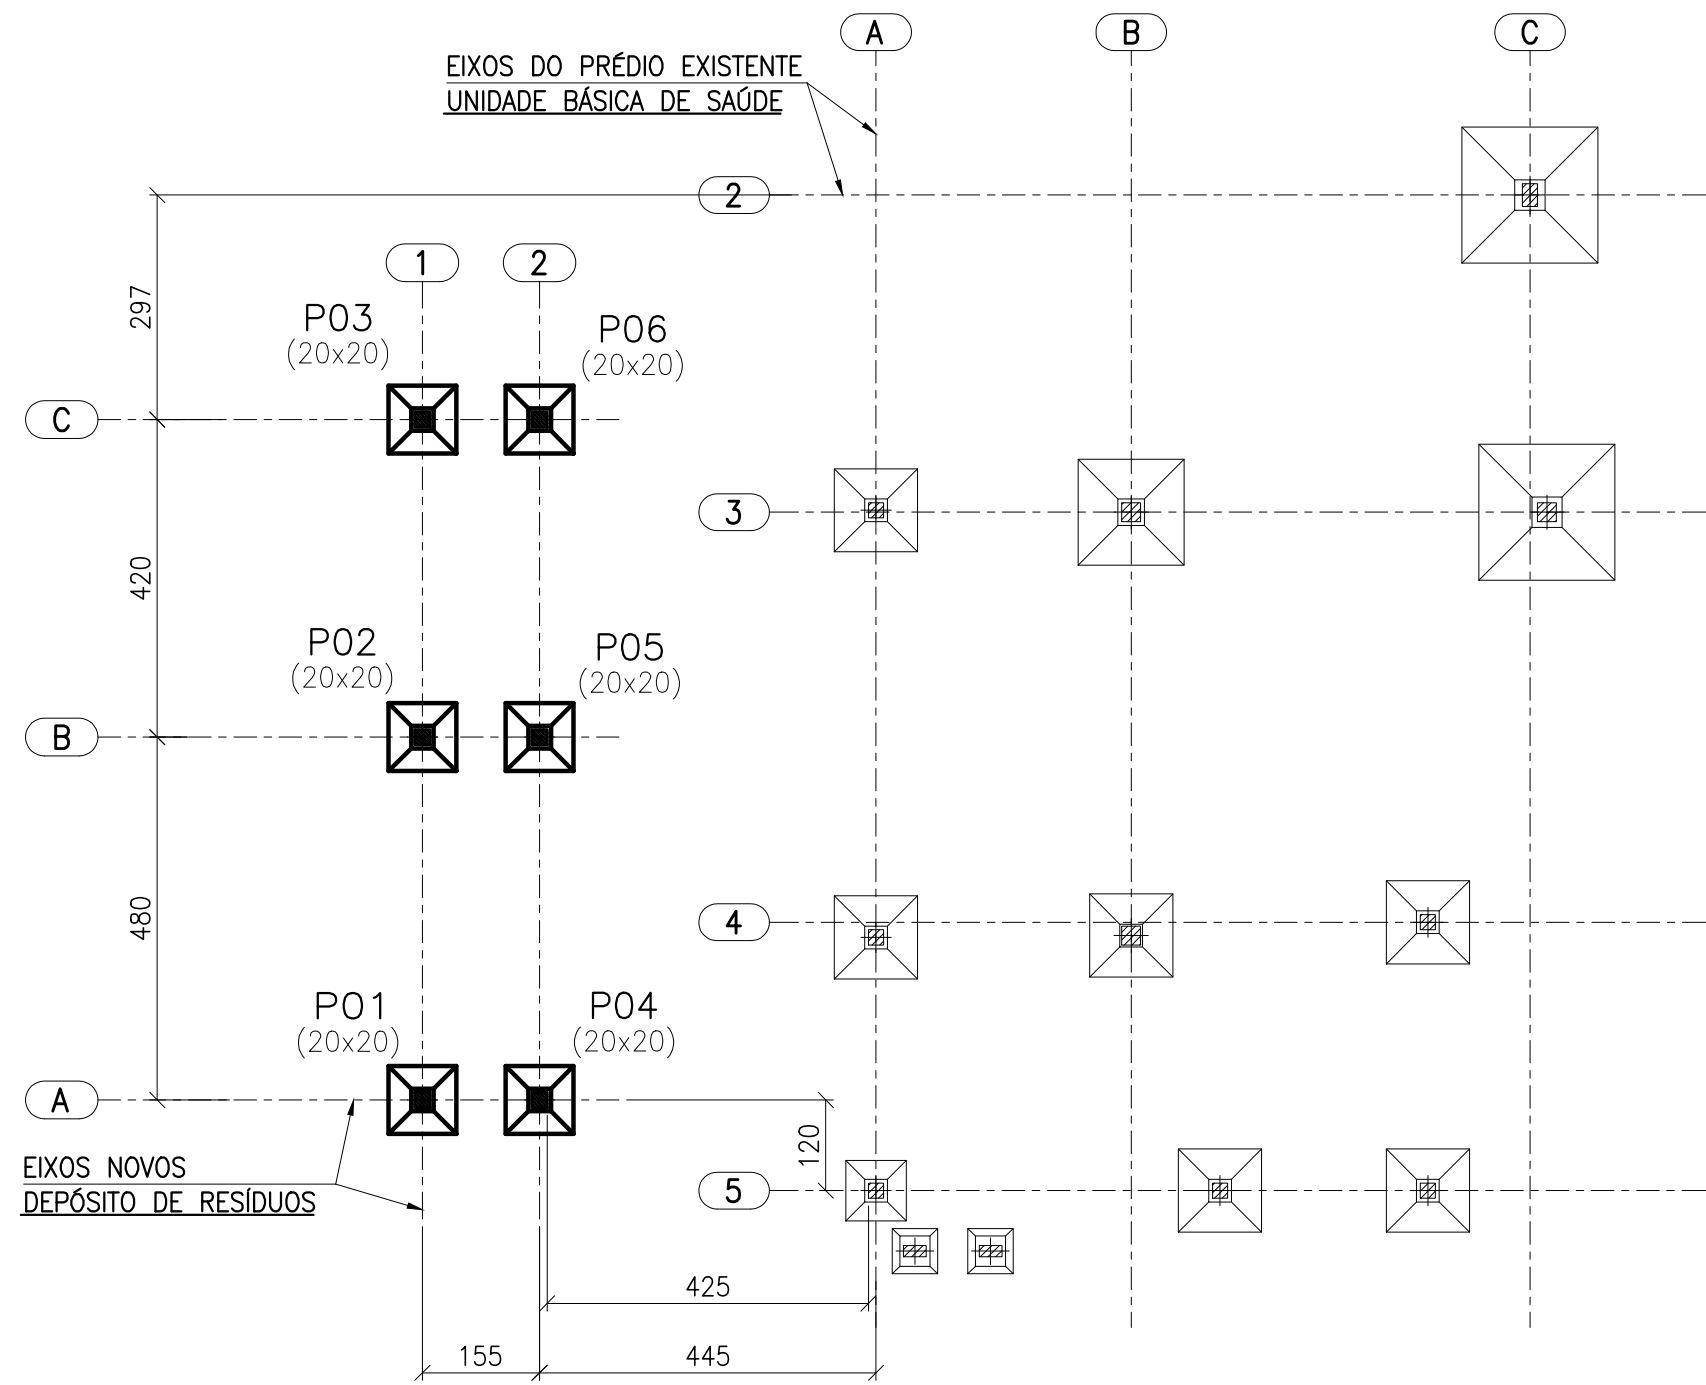 A
B
C
EIXOS DO PRÉDIO EXISTENTE
UNIDADE BÁSICA DE SAÚDE
2
1
2
297
P03
(20x20)
P06
(20x20)
C
3
420
P02
(20x20)
P05
(20x20)
B
480
4
P01
(20x20)
P04
(20x20)
A
120
EIXOS NOVOS
DEPÓSITO DE RESÍDUOS
5
425
155
445